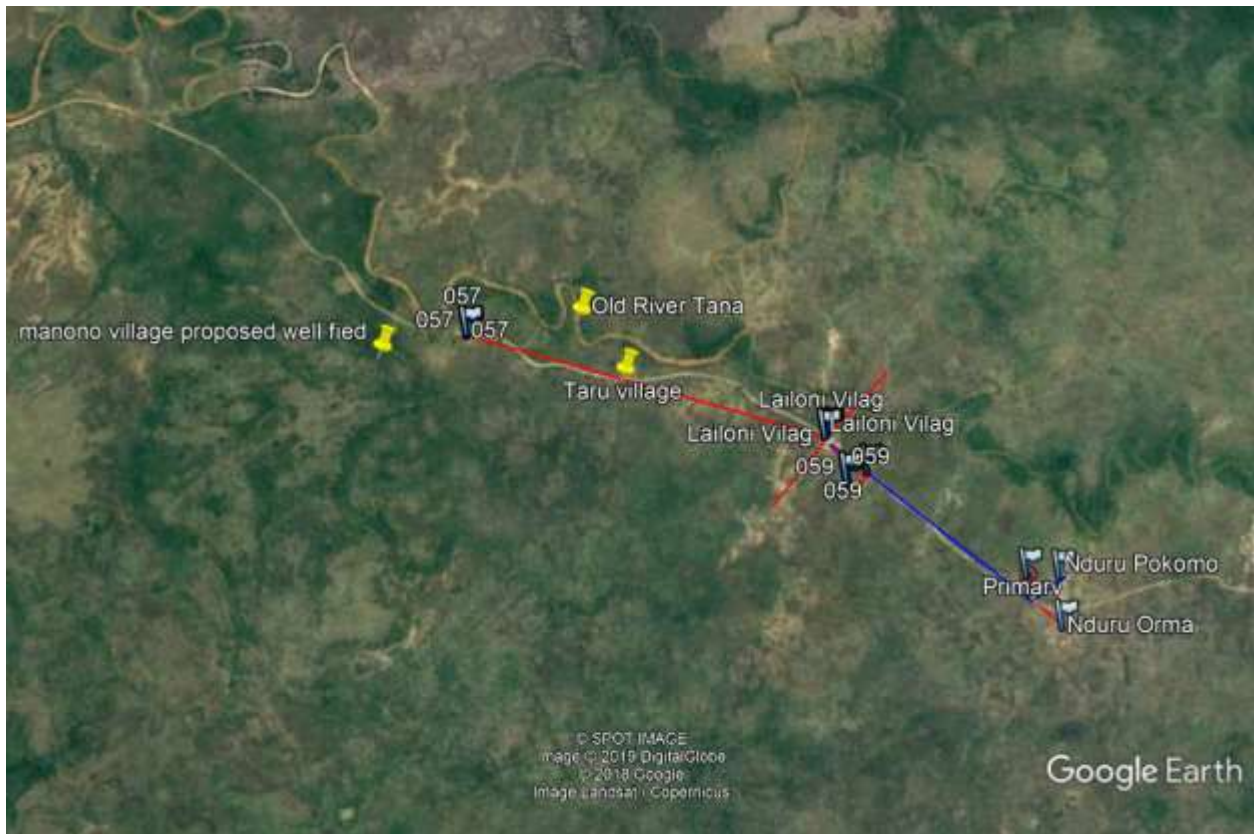 057
057
057
Old River Tana
manono village proposed well fied
Taru village
Lailoni Vilag
Lailoni Vilag
Lailoni Vilag
059
059
059
Nduru Pokomo
Primary
Nduru Orma
© SPOT IMAGE
Image © 2019 DigitalGlobe
© 2018 Google
Image Landsat / Copernicus
Google Earth